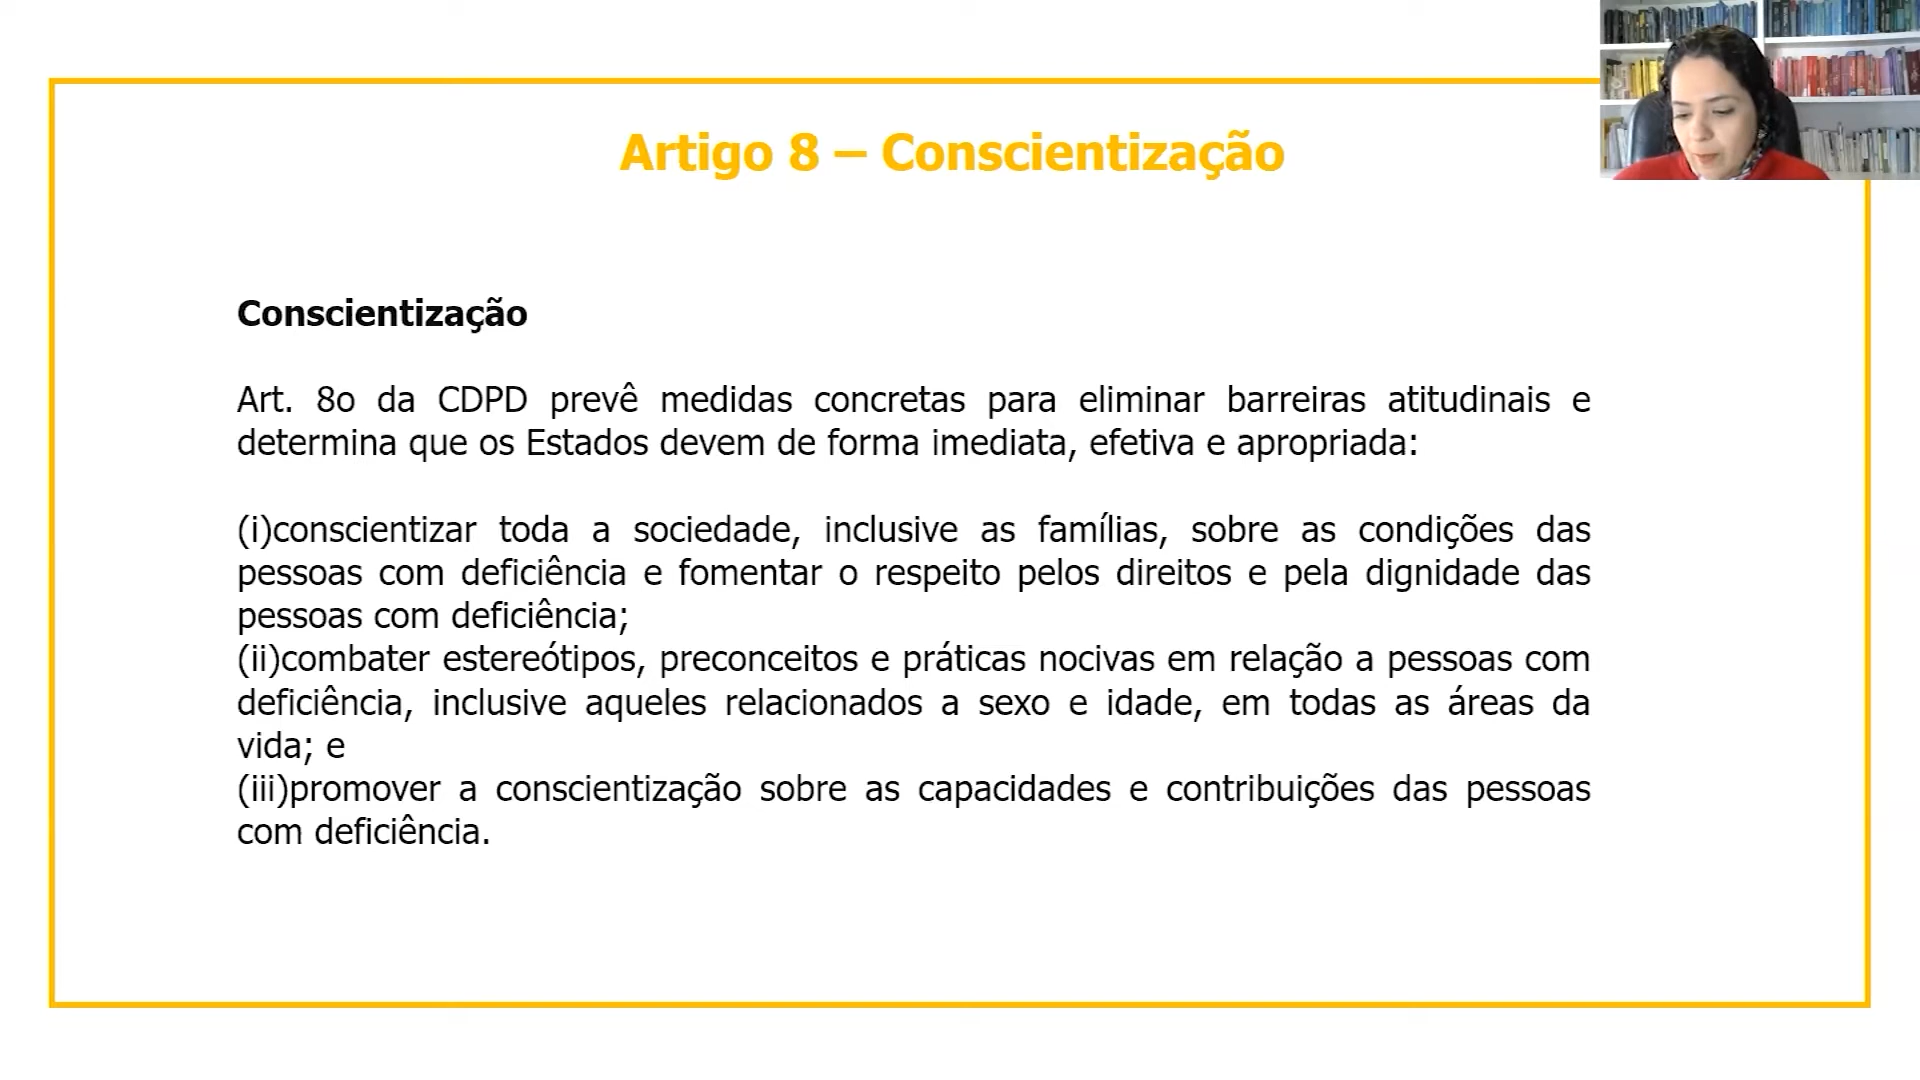 Artigo 8 – Conscientização
Conscientização
Art. 8o da CDPD prevê medidas concretas para eliminar barreiras atitudinais e
determina que os Estados devem de forma imediata, efetiva e apropriada:
(i)conscientizar toda a sociedade, inclusive as famílias, sobre as condições das
pessoas com deficiência e fomentar o respeito pelos direitos e pela dignidade das
pessoas com deficiência;
(ii)combater estereótipos, preconceitos e práticas nocivas em relação a pessoas com
deficiência, inclusive aqueles relacionados a sexo e idade, em todas as áreas da
vida; e
(iii)promover a conscientização sobre as capacidades e contribuições das pessoas
com deficiência.